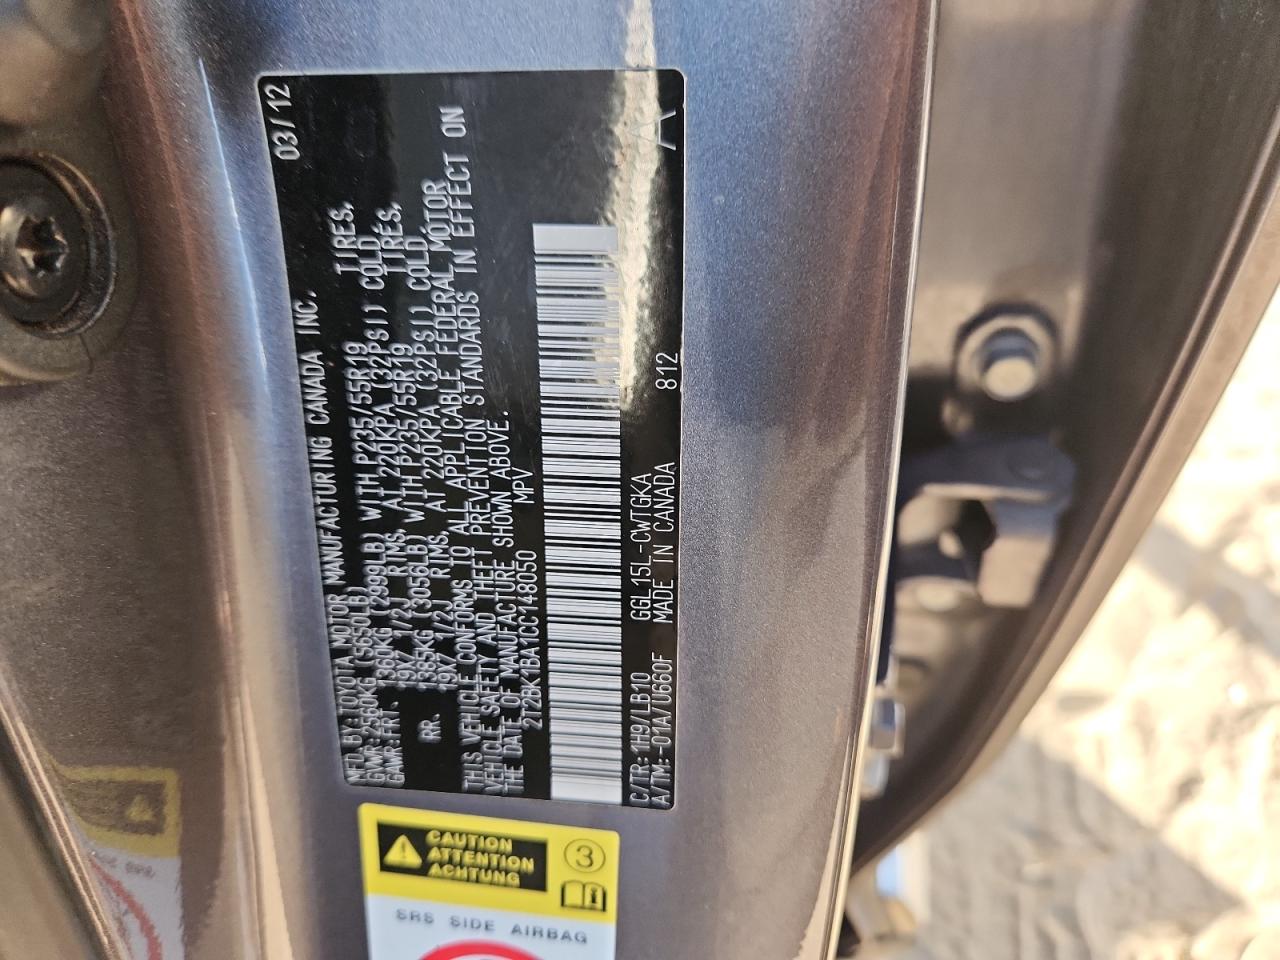 MFD. BY: TOYOTA MOTOR MANUFACTURING CANADA INC. 03/12
GVWR: 2560KG (5650LB)
GAWR: FRT. 1360KG (2999LB) WITH P235/55R19 TIRES,
19X7 1/2J RIMS, AT 220KPA (32PSI) COLD.
RR. 1385KG (3056LB) WITH P235/55R19 TIRES,
19X7 1/2J RIMS, AT 220KPA (32PSI) COLD.
THIS VEHICLE CONFORMS TO ALL APPLICABLE FEDERAL MOTOR
VEHICLE SAFETY AND THEFT PREVENTION STANDARDS IN EFFECT ON
THE DATE OF MANUFACTURE SHOWN ABOVE.
2T2BK1BA1CC148050 MPV
C/TR: 1H9/LB10 GGL15L-CWTGKA
A/TM: -01A/U660F MADE IN CANADA 812 A
CAUTION
ATTENTION
ACHTUNG
3
SRS SIDE AIRBAG